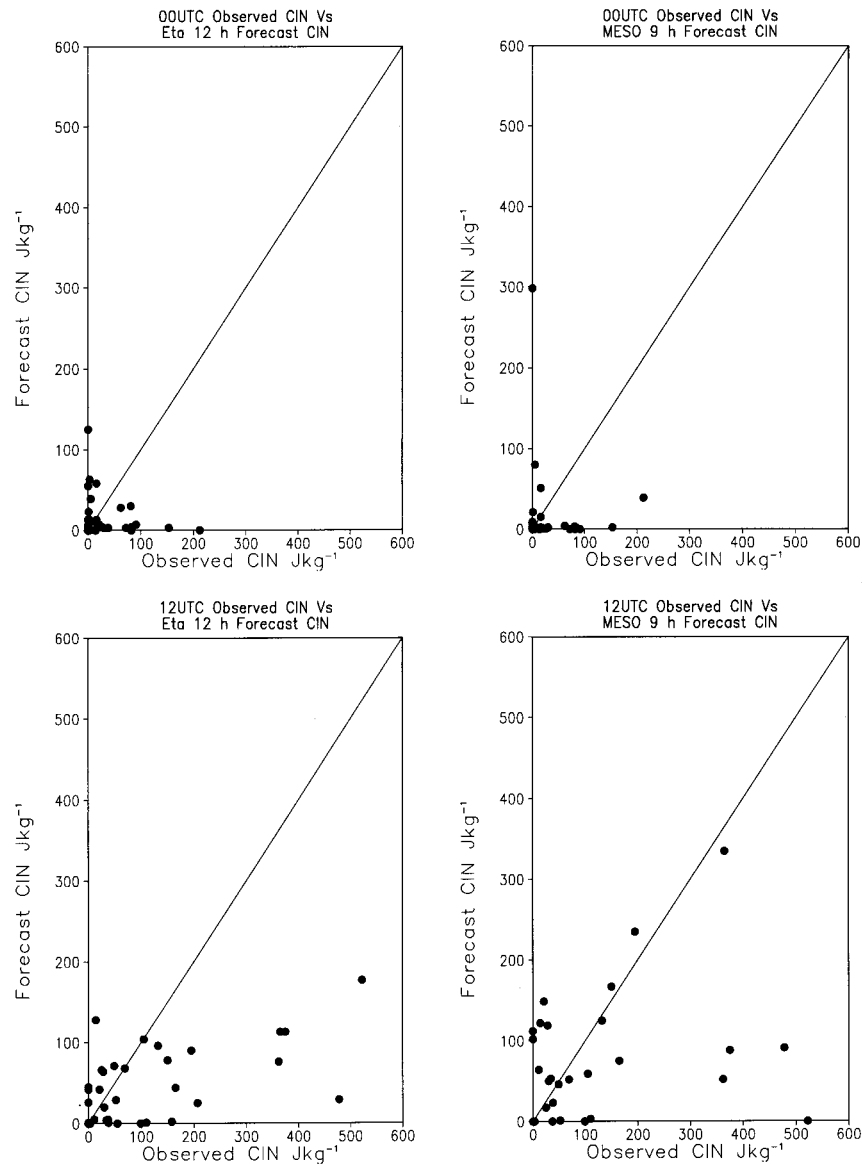 00UTC Observed CIN Vs
Eta 12 h Forecast CIN
600
500
400
300
200
100
0
Forecast CIN Jkg⁻¹
0 100 200 300 400 500 600
Observed CIN Jkg⁻¹
00UTC Observed CIN Vs
MESO 9 h Forecast CIN
600
500
400
300
200
100
0
Forecast CIN Jkg⁻¹
0 100 200 300 400 500 600
Observed CIN Jkg⁻¹
12UTC Observed CIN Vs
Eta 12 h Forecast CIN
600
500
400
300
200
100
0
Forecast CIN Jkg⁻¹
0 100 200 300 400 500 600
Observed CIN Jkg⁻¹
12UTC Observed CIN Vs
MESO 9 h Forecast CIN
600
500
400
300
200
100
0
Forecast CIN Jkg⁻¹
0 100 200 300 400 500 600
Observed CIN Jkg⁻¹